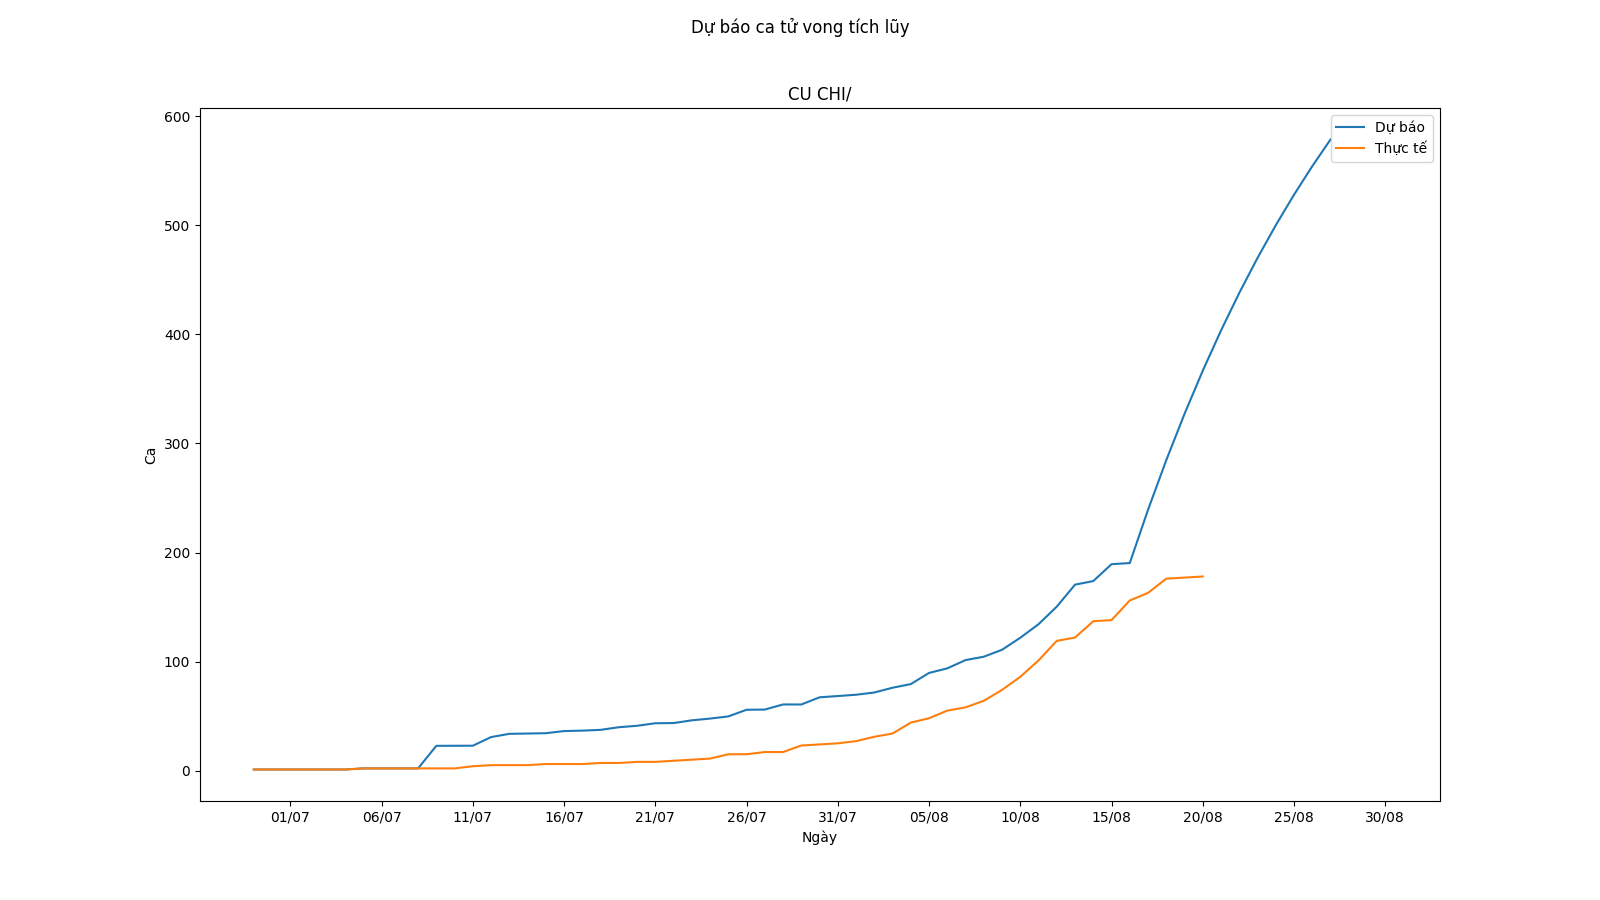 Dự báo ca tử vong tích lũy
CU CHI/
600
500
400
300
200
100
0
Ca
Dự báo
Thực tế
01/07 06/07 11/07 16/07 21/07 26/07 31/07 05/08 10/08 15/08 20/08 25/08 30/08
Ngày